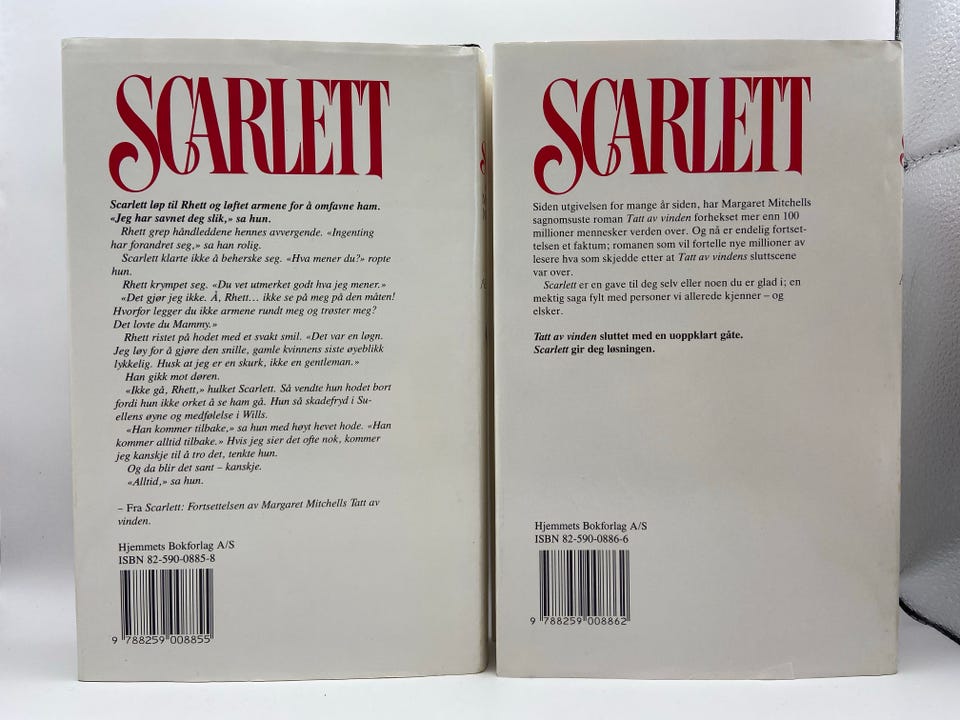 SCARLETT
Scarlett løp til Rhett og løftet armene for å omfavne ham.
«Jeg har savnet deg slik,» sa hun.
Rhett grep håndleddene hennes avvergende. «Ingenting
har forandret seg,» sa han rolig.
Scarlett klarte ikke å beherske seg. «Hva mener du?» ropte
hun.
Rhett krympet seg. «Du vet utmerket godt hva jeg mener.»
«Det gjør jeg ikke. Å, Rhett... ikke se på meg på den måten!
Hvorfor legger du ikke armene rundt meg og trøster meg?
Det lovte du Mammy.»
Rhett ristet på hodet med et svakt smil. «Det var en løgn.
Jeg løy for å gjøre den snille, gamle kvinnens siste øyeblikk
lykkelig. Husk at jeg er en skurk, ikke en gentleman.»
Han gikk mot døren.
«Ikke gå, Rhett,» hulket Scarlett. Så vendte hun hodet bort
fordi hun ikke orket å se ham gå. Hun så skadefryd i Su-
ellens øyne og medfølelse i Wills.
«Han kommer tilbake,» sa hun med høyt hevet hode. «Han
kommer alltid tilbake.» Hvis jeg sier det ofte nok, kommer
jeg kanskje til å tro det, tenkte hun.
Og da blir det sant – kanskje.
«Alltid,» sa hun.
– Fra Scarlett: Fortsettelsen av Margaret Mitchells Tatt av
vinden.
Hjemmets Bokforlag A/S
ISBN 82-590-0885-8
9 788259 008855
SCARLETT
Siden utgivelsen for mange år siden, har Margaret Mitchells
sagnomsuste roman Tatt av vinden forhekset mer enn 100
millioner mennesker verden over. Og nå er endelig fortset-
telsen et faktum; romanen som vil fortelle nye millioner av
lesere hva som skjedde etter at Tatt av vindens sluttscene
var over.
Scarlett er en gave til deg selv eller noen du er glad i; en
mektig saga fylt med personer vi allerede kjenner – og
elsker.
Tatt av vinden sluttet med en uoppklart gåte.
Scarlett gir deg løsningen.
Hjemmets Bokforlag A/S
ISBN 82-590-0886-6
9 788259 008862